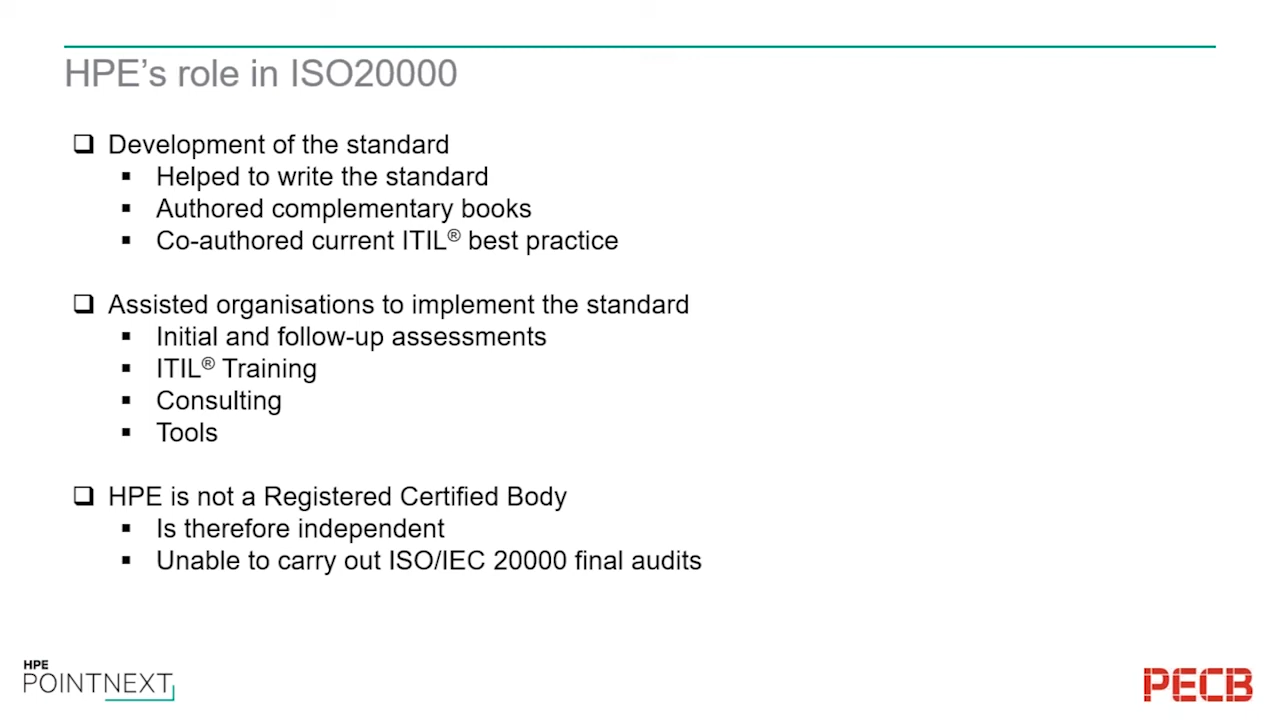 HPE’s role in ISO20000
❑ Development of the standard
▪ Helped to write the standard
▪ Authored complementary books
▪ Co-authored current ITIL® best practice
❑ Assisted organisations to implement the standard
▪ Initial and follow-up assessments
▪ ITIL® Training
▪ Consulting
▪ Tools
❑ HPE is not a Registered Certified Body
▪ Is therefore independent
▪ Unable to carry out ISO/IEC 20000 final audits
HPE
POINTNEXT
PECB